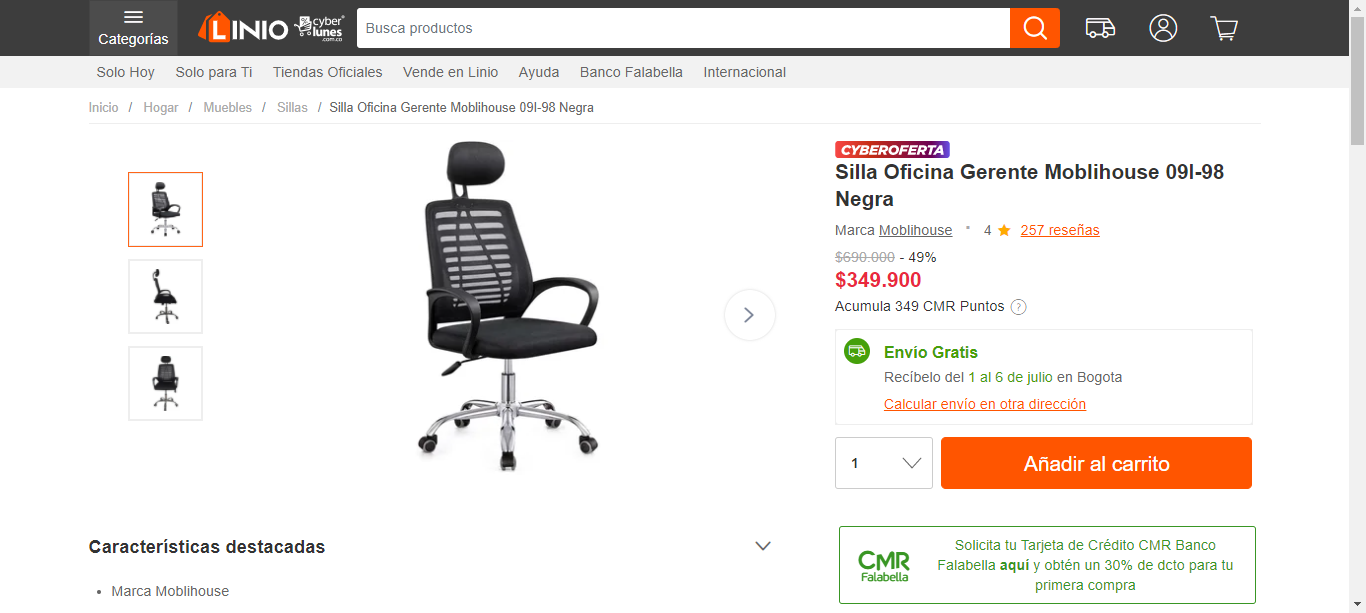 Categorías
LINIO
cyber
lunes
.com.co
Busca productos
Solo Hoy
Solo para Ti
Tiendas Oficiales
Vende en Linio
Ayuda
Banco Falabella
Internacional
Inicio / Hogar / Muebles / Sillas / Silla Oficina Gerente Moblihouse 09I-98 Negra
CYBEROFERTA
Silla Oficina Gerente Moblihouse 09I-98
Negra
Marca Moblihouse 4 257 reseñas
$690.000 - 49%
$349.900
Acumula 349 CMR Puntos ?
Envío Gratis
Recíbelo del 1 al 6 de julio en Bogota
Calcular envío en otra dirección
1
Añadir al carrito
Características destacadas
• Marca Moblihouse
CMR
Falabella
Solicita tu Tarjeta de Crédito CMR Banco
Falabella aquí y obtén un 30% de dcto para tu
primera compra